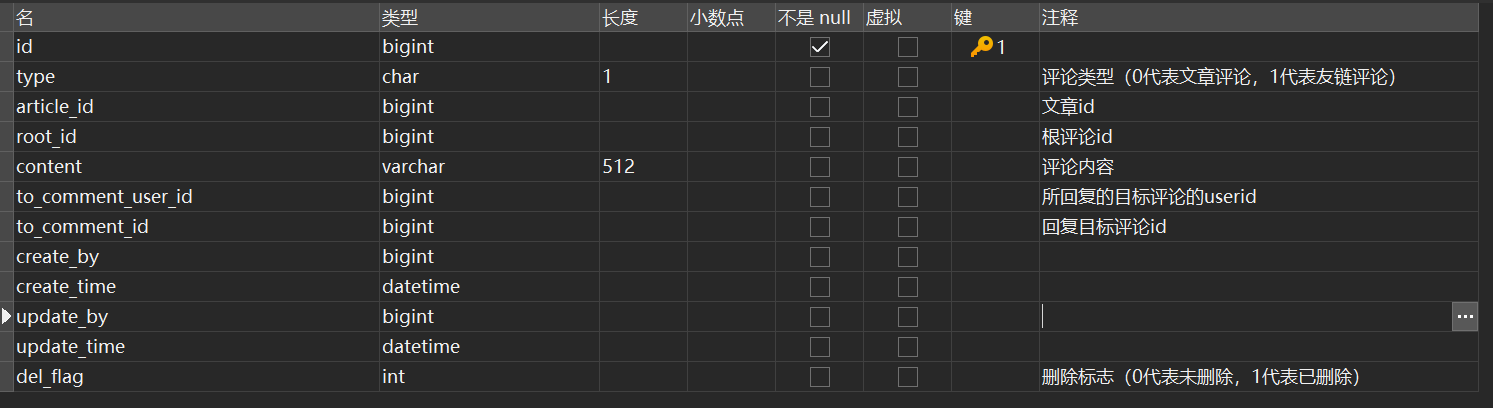 名 类型 长度 小数点 不是 null 虚拟 键 注释
id bigint 1
type char 1 评论类型（0代表文章评论，1代表友链评论）
article_id bigint 文章id
root_id bigint 根评论id
content varchar 512 评论内容
to_comment_user_id bigint 所回复的目标评论的userid
to_comment_id bigint 回复目标评论id
create_by bigint
create_time datetime
update_by bigint
update_time datetime
del_flag int 删除标志（0代表未删除，1代表已删除）